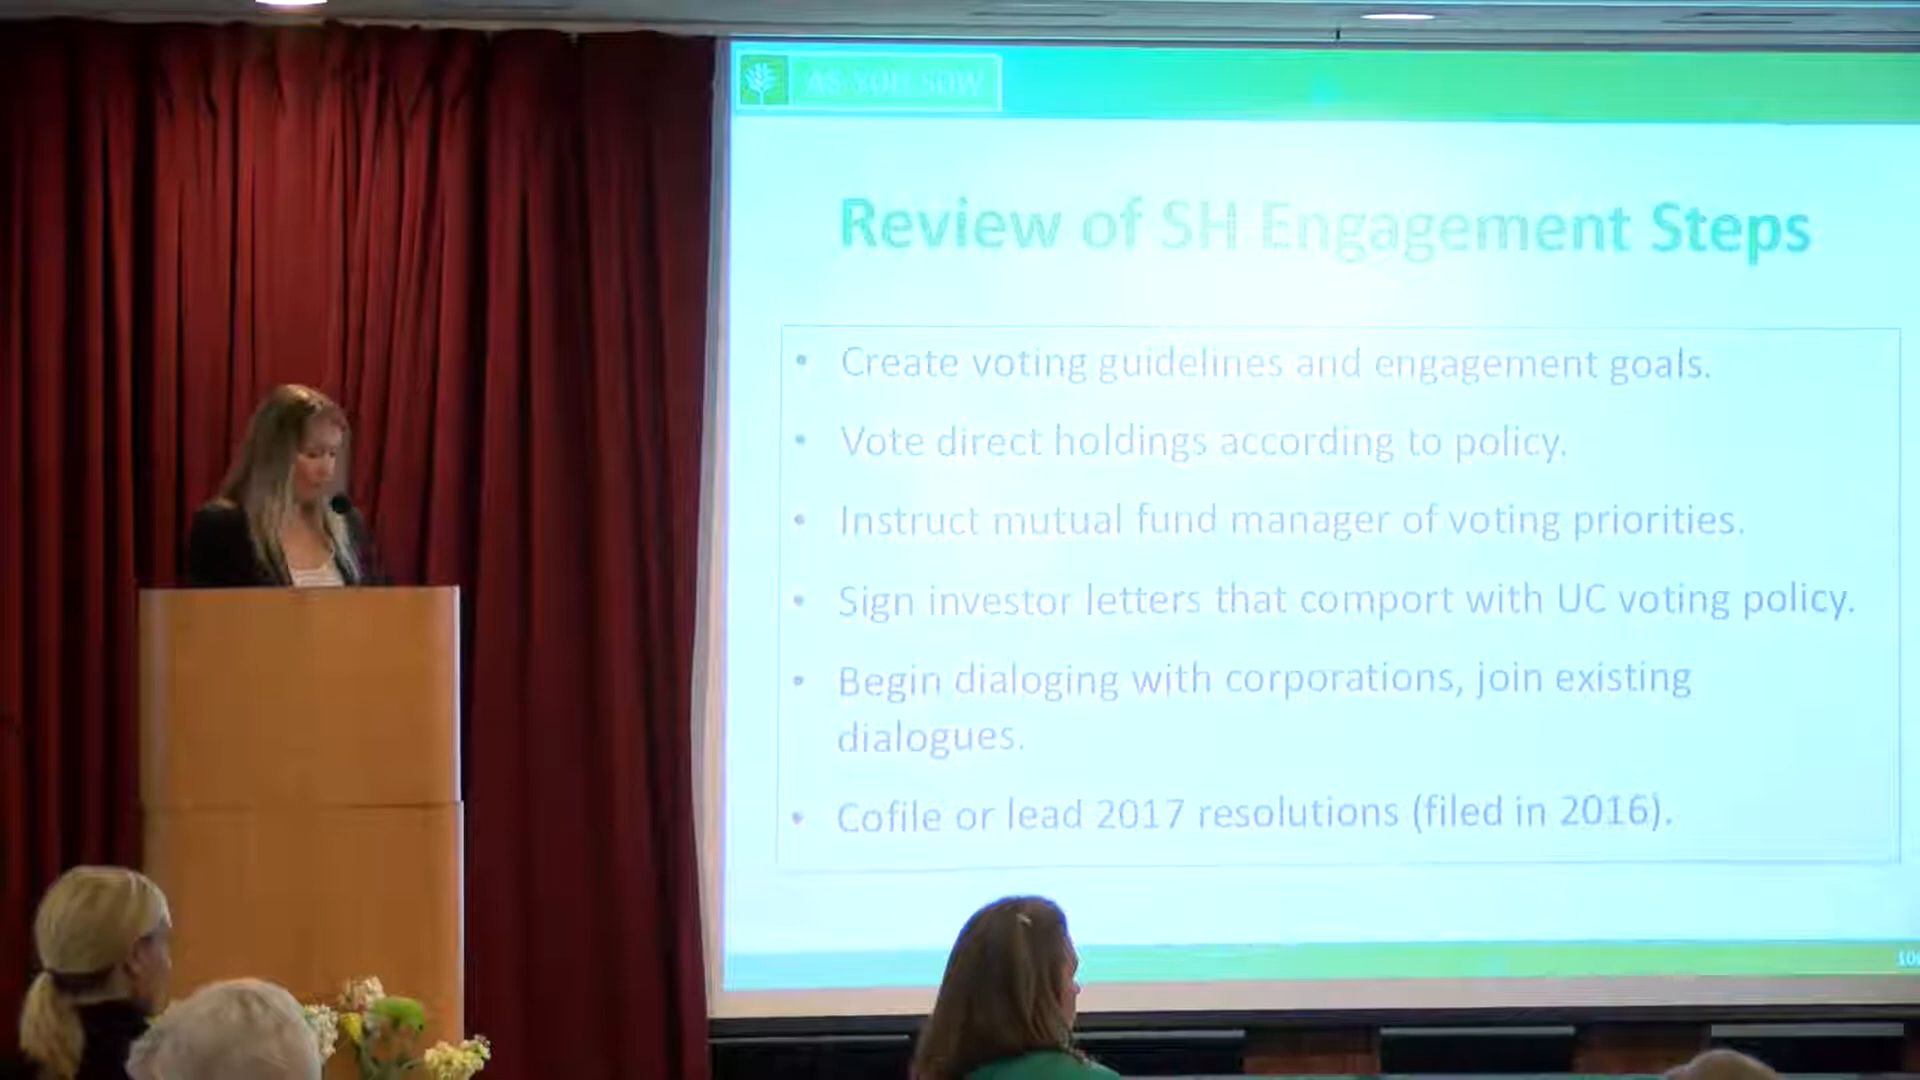 AS YOU SOW
Review of SH Engagement Steps
• Create voting guidelines and engagement goals.
• Vote direct holdings according to policy.
• Instruct mutual fund manager of voting priorities.
• Sign investor letters that comport with UC voting policy.
• Begin dialoging with corporations, join existing
dialogues.
• Cofile or lead 2017 resolutions (filed in 2016).